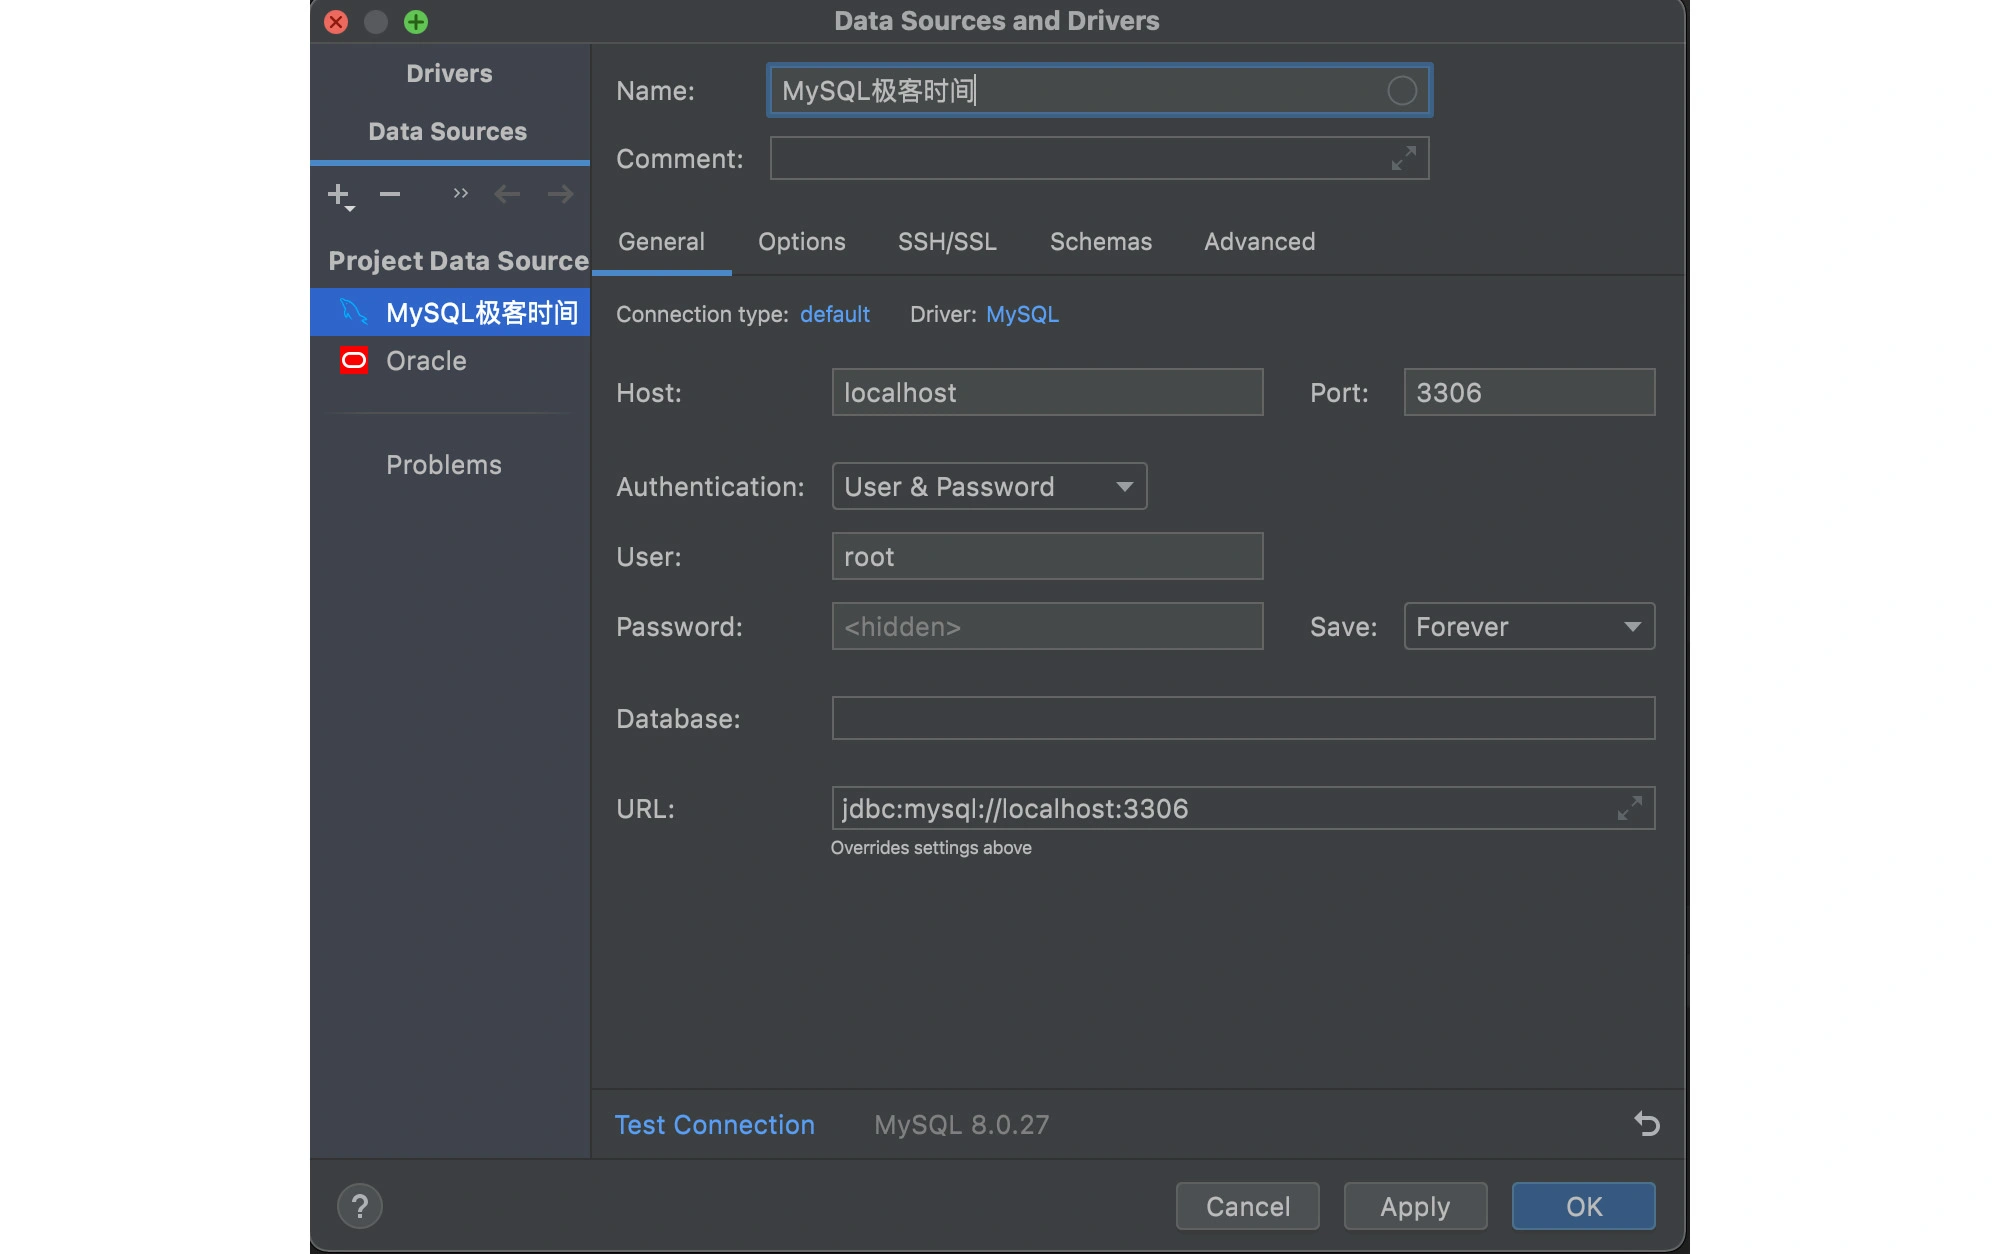 Data Sources and Drivers
Drivers
Data Sources
Project Data Source
MySQL极客时间
Oracle
Problems
Name: MySQL极客时间
Comment:
General Options SSH/SSL Schemas Advanced
Connection type: default Driver: MySQL
Host: localhost Port: 3306
Authentication: User & Password
User: root
Password: <hidden> Save: Forever
Database:
URL: jdbc:mysql://localhost:3306
Overrides settings above
Test Connection MySQL 8.0.27
? Cancel Apply OK